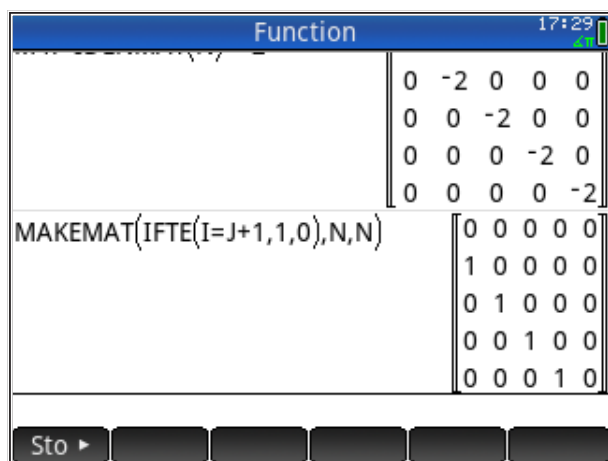 Function
17:29
∡π
0 -2 0 0 0
0 0 -2 0 0
0 0 0 -2 0
0 0 0 0 -2
MAKEMAT(IFTE(I=J+1,1,0),N,N)
0 0 0 0 0
1 0 0 0 0
0 1 0 0 0
0 0 1 0 0
0 0 0 1 0
Sto ►